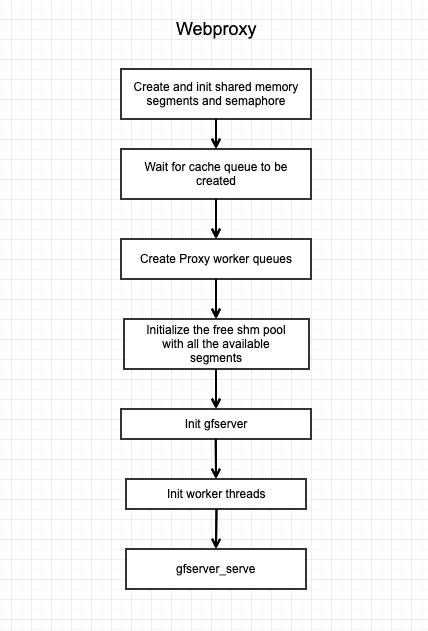 Webproxy
Create and init shared memory
segments and semaphore
Wait for cache queue to be
created
Create Proxy worker queues
Initialize the free shm pool
with all the available
segments
Init gfserver
Init worker threads
gfserver_serve